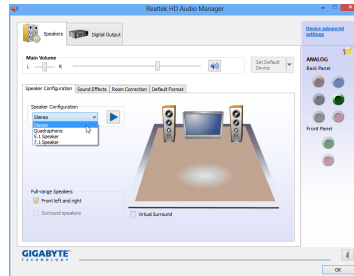 Realtek HD Audio Manager
Speakers
Digital Output
Device advanced
settings
Main Volume
L
R
Set Default
Device
ANALOG
Back Panel
Speaker Configuration
Sound Effects
Room Correction
Default Format
Speaker Configuration
Stereo
Stereo
Quadraphonic
5.1 Speaker
7.1 Speaker
Front Panel
Full-range Speakers
Front left and right
Surround speakers
Virtual Surround
GIGABYTE
TECHNOLOGY
OK